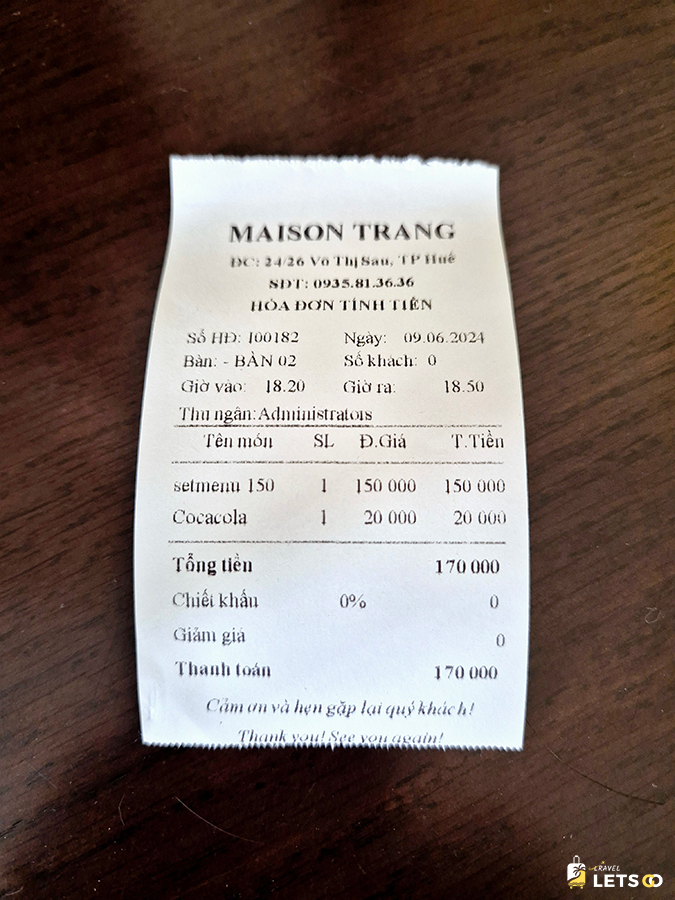 MAISON TRANG
ĐC: 24/26 Võ Thị Sáu, TP Huế
SĐT: 0935.81.36.36
HÓA ĐƠN TÍNH TIỀN
Số HĐ: 100182 Ngày: 09.06.2024
Bàn: - BÀN 02 Số khách: 0
Giờ vào: 18.20 Giờ ra: 18.50
Thu ngân: Administrators
Tên món SL Đ.Giá T.Tiền
setmenu 150 1 150 000 150 000
Cocacola 1 20 000 20 000
Tổng tiền 170 000
Chiết khấu 0% 0
Giảm giá 0
Thanh toán 170 000
Cảm ơn và hẹn gặp lại quý khách!
Thank you! See you again!
TRAVEL
LETS GO